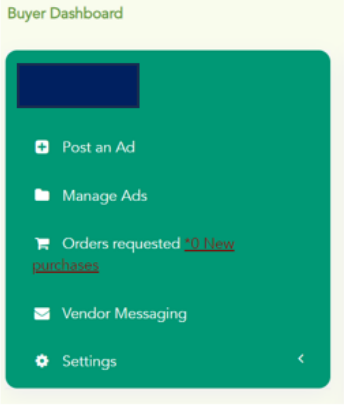 Buyer Dashboard
Post an Ad
Manage Ads
Orders requested *0 New
purchases
Vendor Messaging
Settings